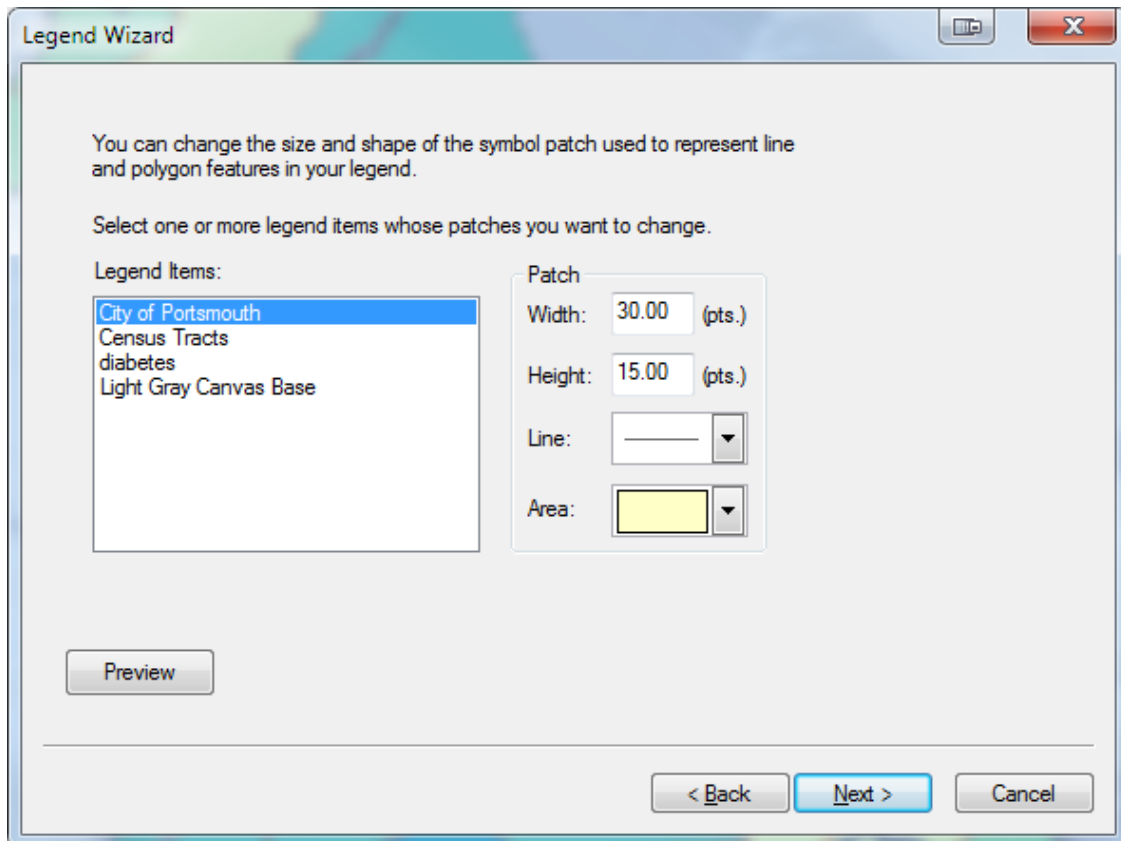 Legend Wizard
You can change the size and shape of the symbol patch used to represent line
and polygon features in your legend.
Select one or more legend items whose patches you want to change.
Legend Items:
City of Portsmouth
Census Tracts
diabetes
Light Gray Canvas Base
Patch
Width: 30.00 (pts.)
Height: 15.00 (pts.)
Line:
Area:
Preview
< Back Next > Cancel